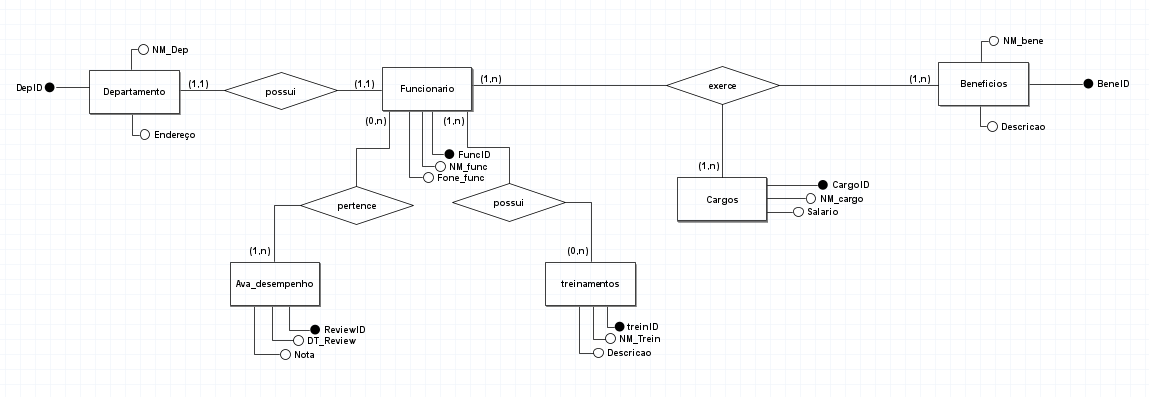 NM_Dep
DepID
Departamento
Endereço
(1,1)
possui
(1,1)
Funcionario
(1,n)
exerce
(1,n)
NM_bene
Beneficios
BeneID
Descricao
(0,n)
(1,n)
FuncID
NM_func
Fone_func
pertence
possui
(1,n)
Cargos
CargoID
NM_cargo
Salario
(1,n)
Ava_desempenho
ReviewID
DT_Review
Nota
(0,n)
treinamentos
treinID
NM_Trein
Descricao